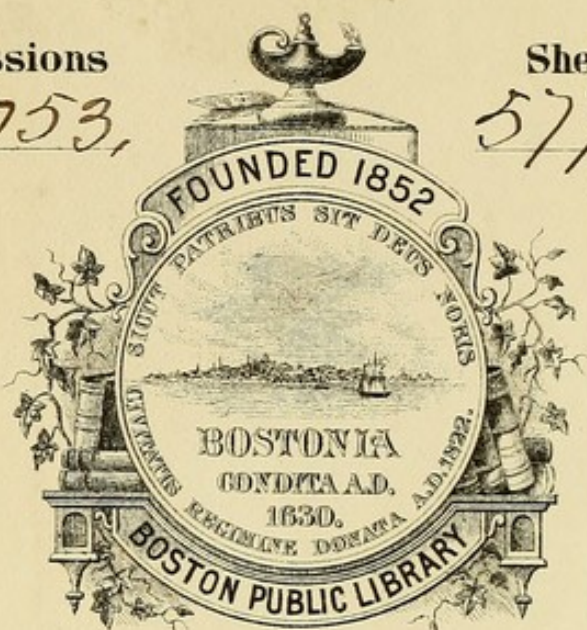 ssions
753,
She
577
FOUNDED 1852
SICUT PATRIBUS SIT DEUS NOBIS
BOSTONIA
CONDITA A.D.
1630.
CIVITATIS REGIMINE DONATA A.D. 1822.
BOSTON PUBLIC LIBRARY